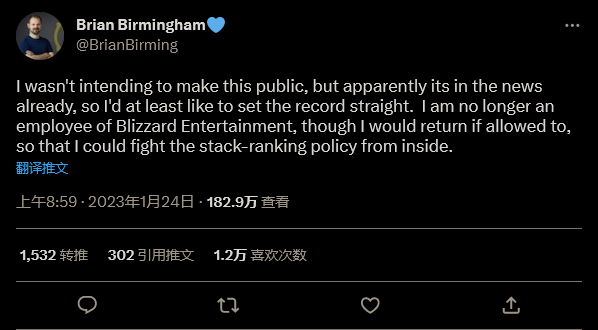 Brian Birmingham💙
@BrianBirming
I wasn't intending to make this public, but apparently its in the news
already, so I'd at least like to set the record straight.  I am no longer an
employee of Blizzard Entertainment, though I would return if allowed to,
so that I could fight the stack-ranking policy from inside.
翻译推文
上午8:59 · 2023年1月24日 · 182.9万 查看
1,532 转推 302 引用推文 1.2万 喜欢次数